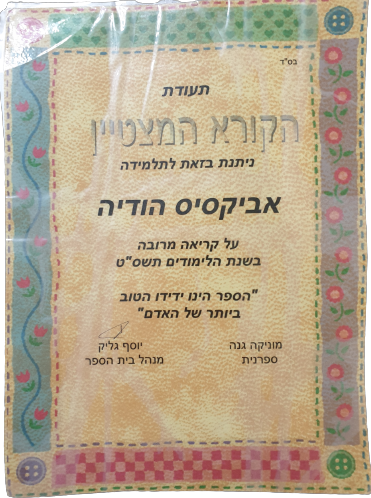 בס"ד
תעודת
הקורא המצטיין
ניתנת בזאת לתלמידה
אביקסיס הודיה
על קריאה מרובה
בשנת הלימודים תשס"ט
"הספר הינו ידידו הטוב
ביותר של האדם"
מוניקה גנה יוסף גליק
ספרנית מנהל בית הספר